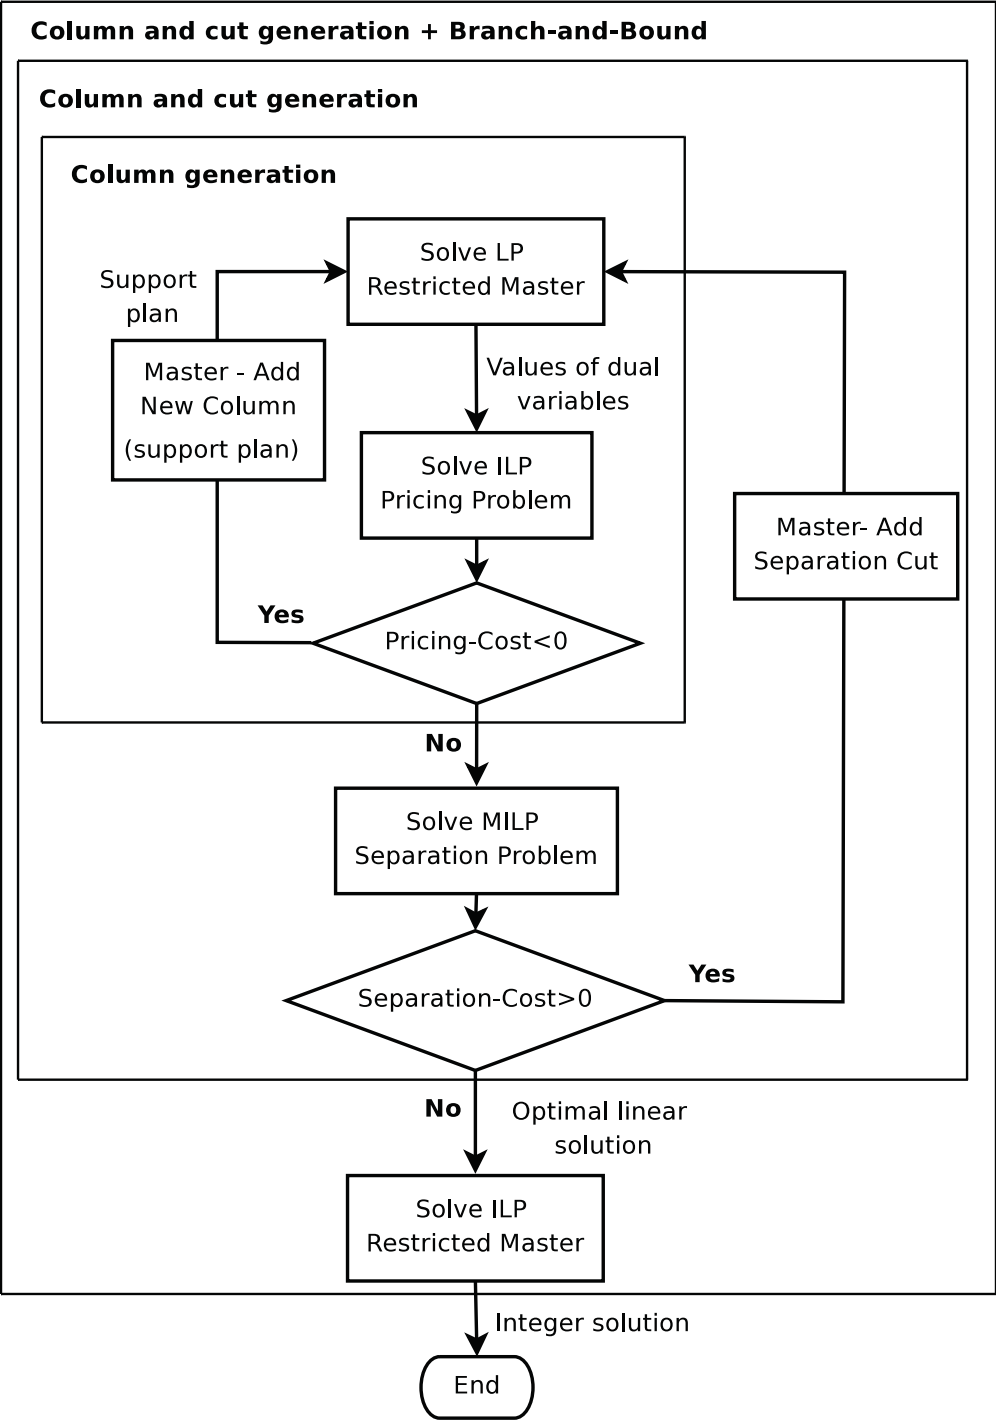 Column and cut generation + Branch-and-Bound
Column and cut generation
Column generation
Solve LP
Restricted Master
Support
plan
Master - Add
New Column
(support plan)
Values of dual
variables
Solve ILP
Pricing Problem
Master- Add
Separation Cut
Yes
Pricing-Cost<0
No
Solve MILP
Separation Problem
Separation-Cost>0
Yes
No
Optimal linear
solution
Solve ILP
Restricted Master
Integer solution
End